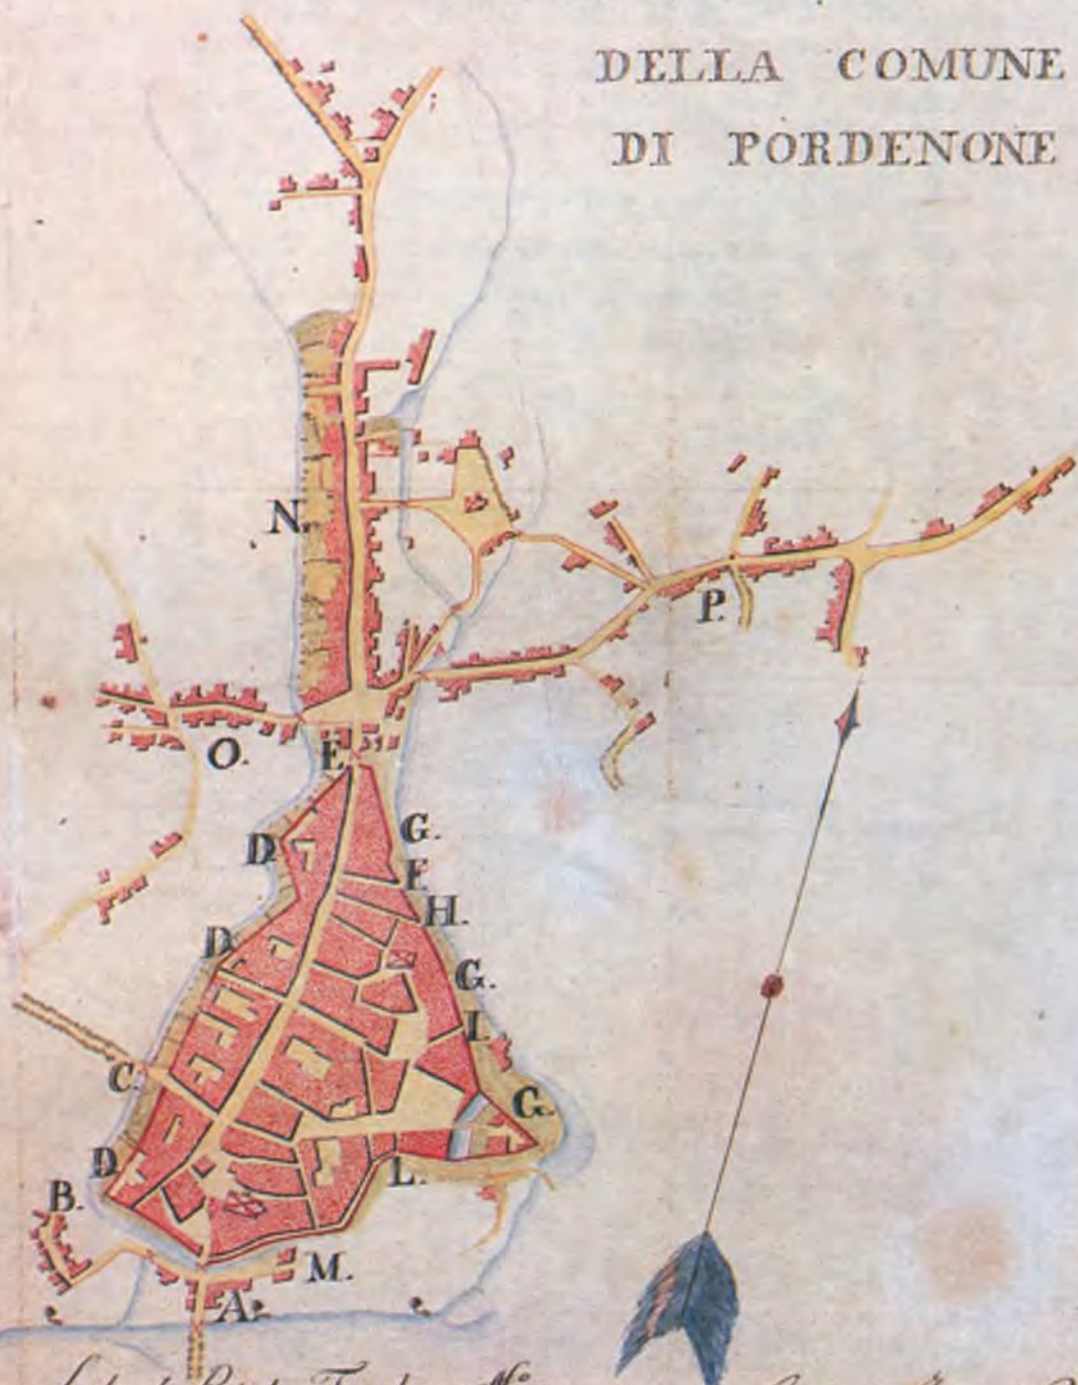 DELLA COMUNE
DI PORDENONE
N.
P.
O.
E
G.
D.
F
H.
D.
G.
I.
C.
G.
D.
L.
B.
M.
A.